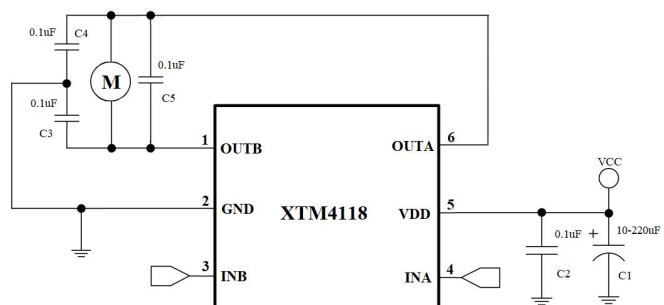 0.1uF C4
M
0.1uF
C5
0.1uF
C3
1 OUTB
OUTA 6
2 GND
XTM4118
VDD 5
3 INB
INA 4
VCC
0.1uF
C2
+ 10-220uF
C1